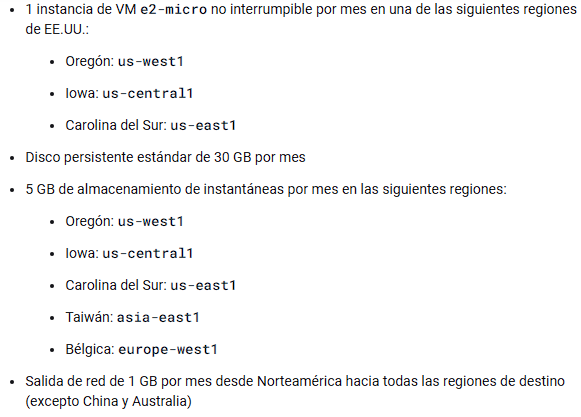 1 instancia de VM e2-micro no interrumpible por mes en una de las siguientes regiones
de EE.UU.:
Oregón: us-west1
Iowa: us-central1
Carolina del Sur: us-east1
Disco persistente estándar de 30 GB por mes
5 GB de almacenamiento de instantáneas por mes en las siguientes regiones:
Oregón: us-west1
Iowa: us-central1
Carolina del Sur: us-east1
Taiwán: asia-east1
Bélgica: europe-west1
Salida de red de 1 GB por mes desde Norteamérica hacia todas las regiones de destino
(excepto China y Australia)